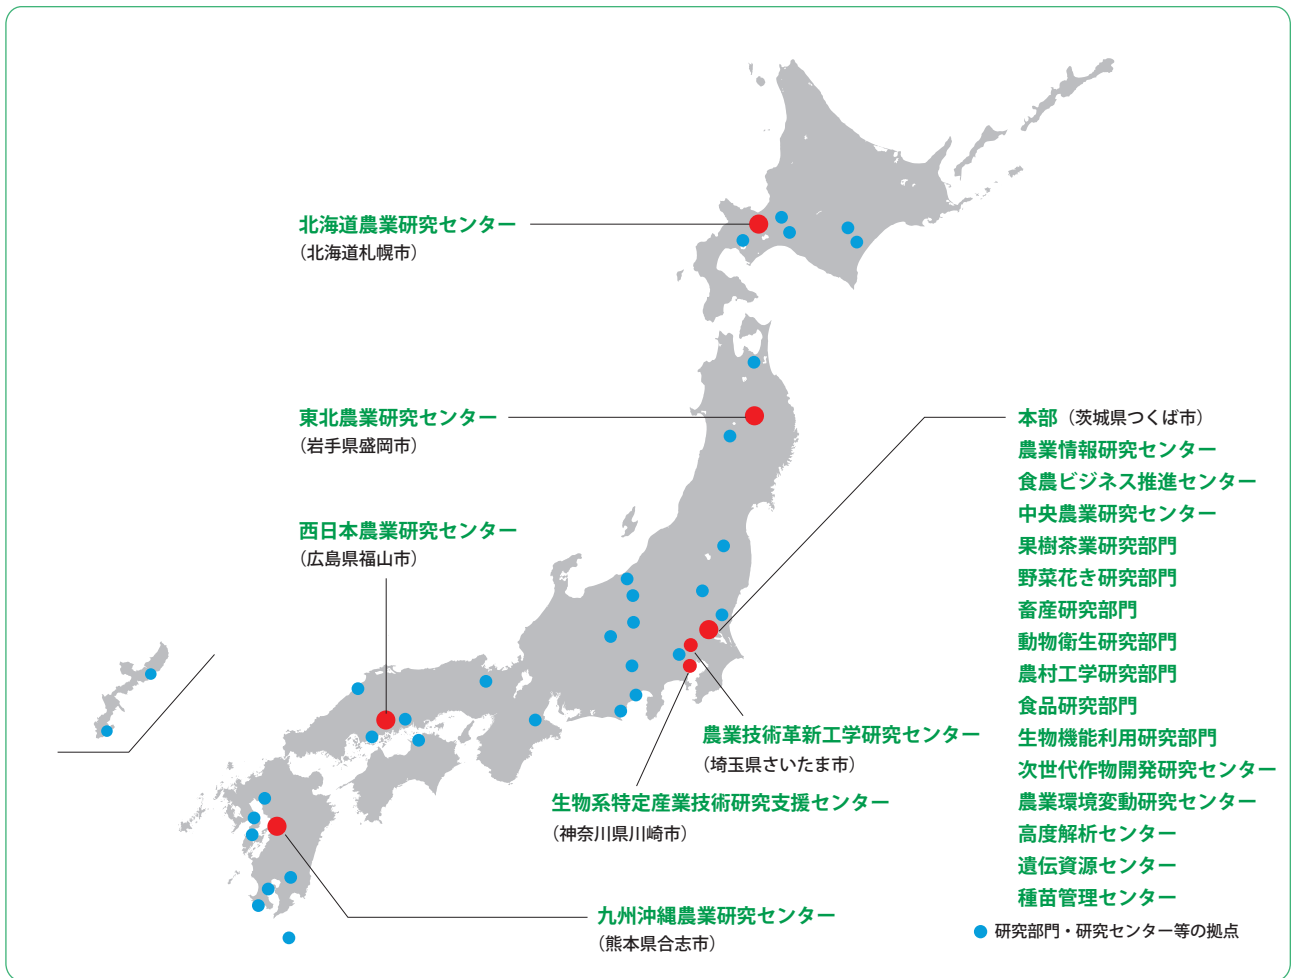 北海道農業研究センター
（北海道札幌市）
東北農業研究センター
（岩手県盛岡市）
西日本農業研究センター
（広島県福山市）
本部（茨城県つくば市）
農業情報研究センター
食農ビジネス推進センター
中央農業研究センター
果樹茶業研究部門
野菜花き研究部門
畜産研究部門
動物衛生研究部門
農村工学研究部門
食品研究部門
生物機能利用研究部門
次世代作物開発研究センター
農業環境変動研究センター
高度解析センター
遺伝資源センター
種苗管理センター
農業技術革新工学研究センター
（埼玉県さいたま市）
生物系特定産業技術研究支援センター
（神奈川県川崎市）
九州沖縄農業研究センター
（熊本県合志市）
研究部門・研究センター等の拠点